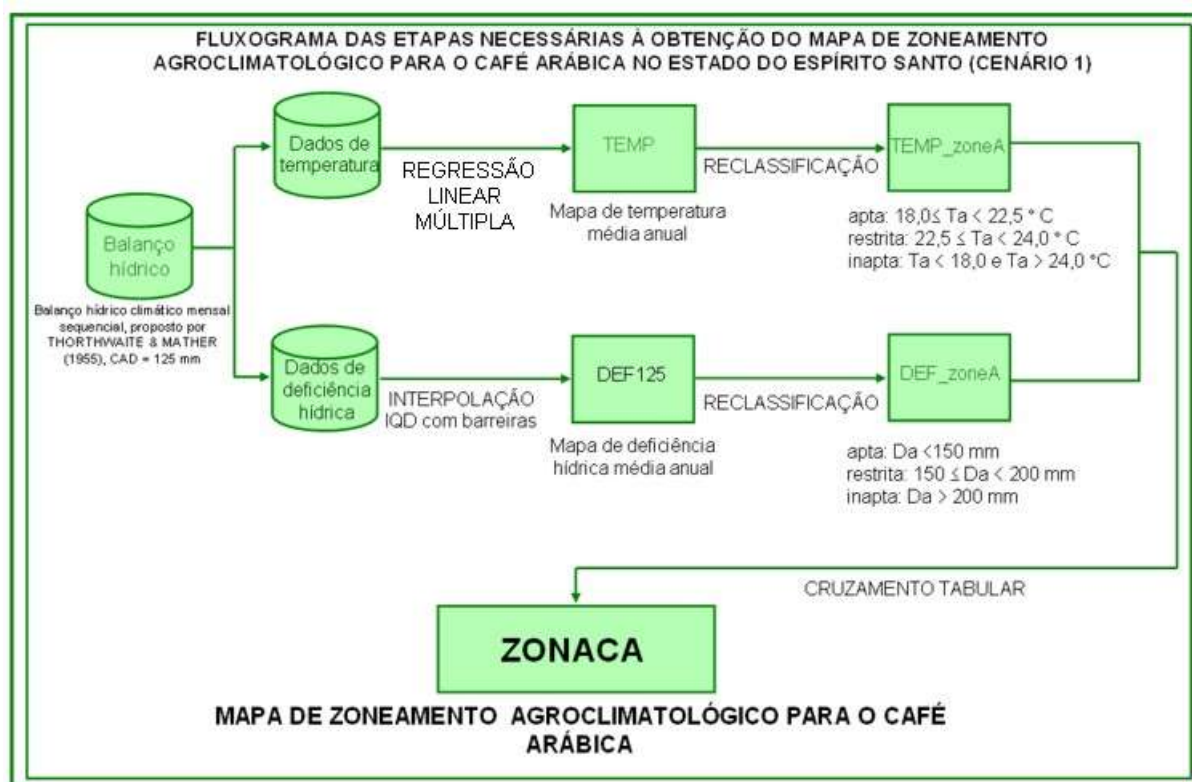 FLUXOGRAMA DAS ETAPAS NECESSÁRIAS À OBTENÇÃO DO MAPA DE ZONEAMENTO
AGROCLIMATOLÓGICO PARA O CAFÉ ARÁBICA NO ESTADO DO ESPÍRITO SANTO (CENÁRIO 1)
Dados de
temperatura
REGRESSÃO
LINEAR
MÚLTIPLA
TEMP
Mapa de temperatura
média anual
RECLASSIFICAÇÃO
TEMP_zoneA
apta: 18,0≤ Ta < 22,5 ° C
restrita: 22,5 ≤ Ta < 24,0 ° C
inapta: Ta < 18,0 e Ta > 24,0 °C
Balanço
hídrico
Balanço hídrico climático mensal
sequencial, proposto por
THORTHWAITE & MATHER
(1955), CAD = 125 mm
Dados de
deficiência
hídrica
INTERPOLAÇÃO
IQD com barreiras
DEF125
Mapa de deficiência
hídrica média anual
RECLASSIFICAÇÃO
DEF_zoneA
apta: Da <150 mm
restrita: 150 ≤ Da < 200 mm
inapta: Da > 200 mm
CRUZAMENTO TABULAR
ZONACA
MAPA DE ZONEAMENTO AGROCLIMATOLÓGICO PARA O CAFÉ
ARÁBICA